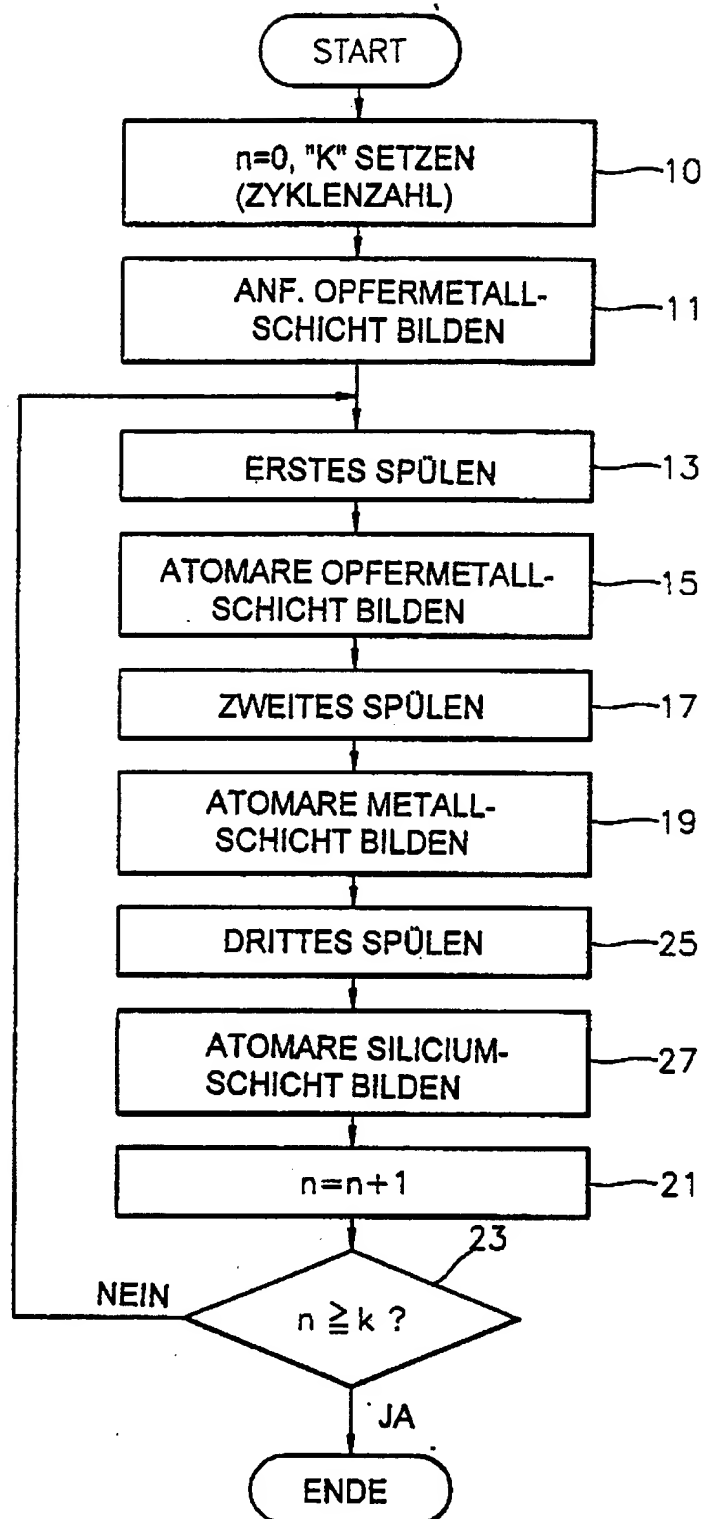 START
n=0, "K" SETZEN
(ZYKLENZAHL)
10
ANF. OPFERMETALL-
SCHICHT BILDEN
11
ERSTES SPÜLEN
13
ATOMARE OPFERMETALL-
SCHICHT BILDEN
15
ZWEITES SPÜLEN
17
ATOMARE METALL-
SCHICHT BILDEN
19
DRITTES SPÜLEN
25
ATOMARE SILICIUM-
SCHICHT BILDEN
27
n=n+1
21
23
NEIN
n ≧ k ?
JA
ENDE